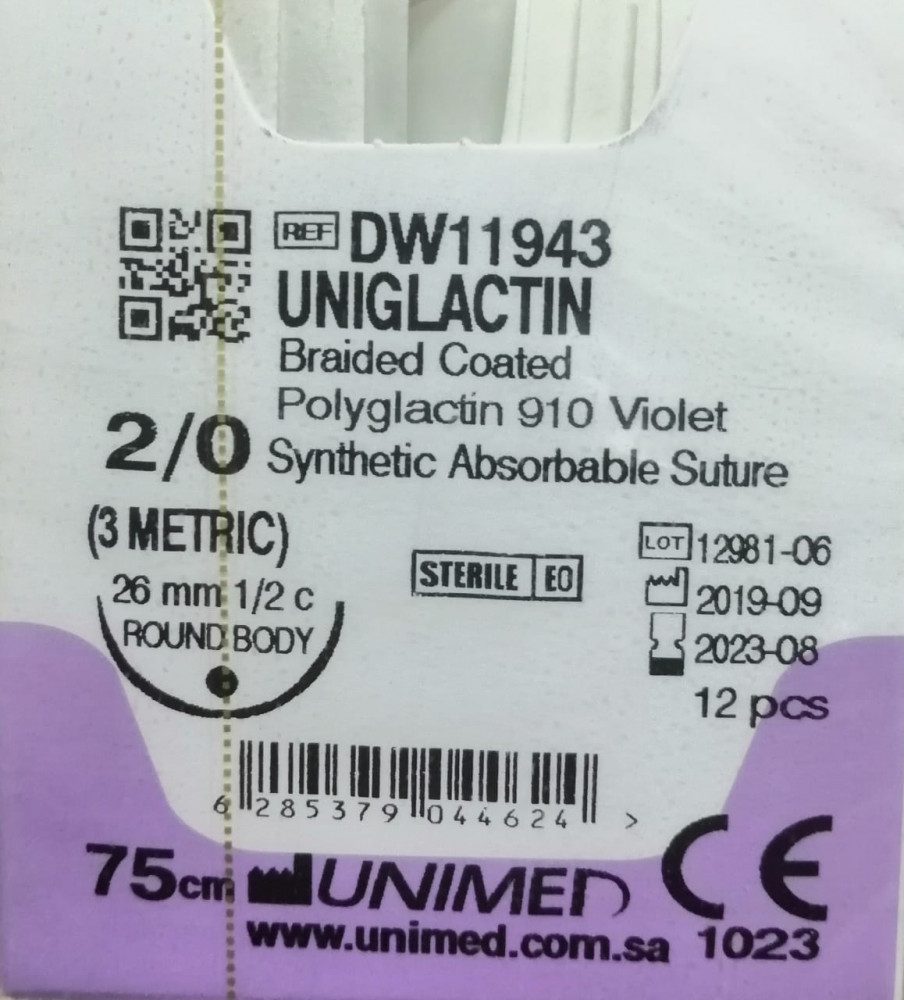 REF DW11943
UNIGLACTIN
Braided Coated
Polyglactin 910 Violet
2/0 Synthetic Absorbable Suture
(3 METRIC)
26 mm 1/2 c
ROUND BODY
STERILE EO
LOT 12981-06
2019-09
2023-08
12 pcs
6 285379 044624 >
75cm UNIMED CE
www.unimed.com.sa 1023